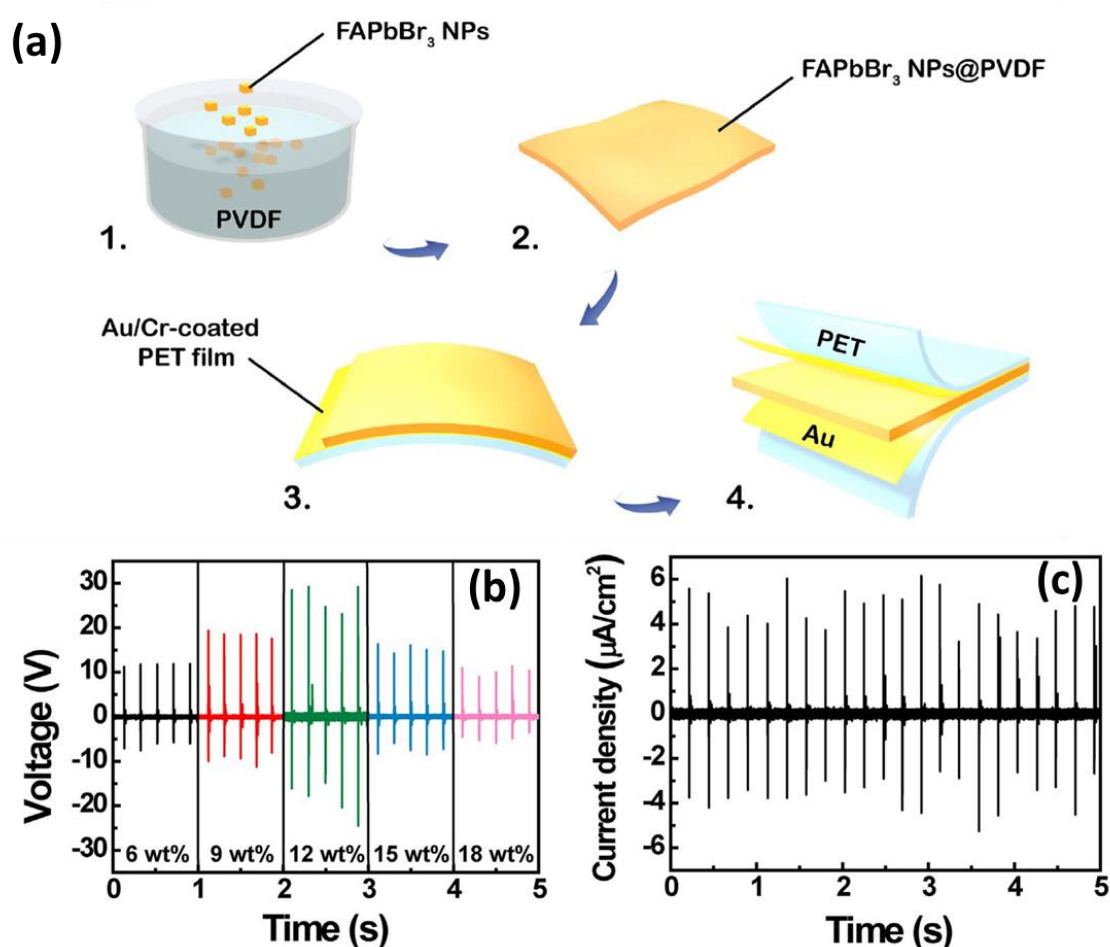 (a)
FAPbBr₃ NPs
FAPbBr₃ NPs@PVDF
PVDF
1.
2.
Au/Cr-coated
PET film
PET
Au
3.
4.
(b)
Voltage (V)
30
20
10
0
-10
-20
-30
6 wt%
9 wt%
12 wt%
15 wt%
18 wt%
0 1 2 3 4 5
Time (s)
(c)
Current density (μA/cm²)
6
4
2
0
-2
-4
-6
0 1 2 3 4 5
Time (s)